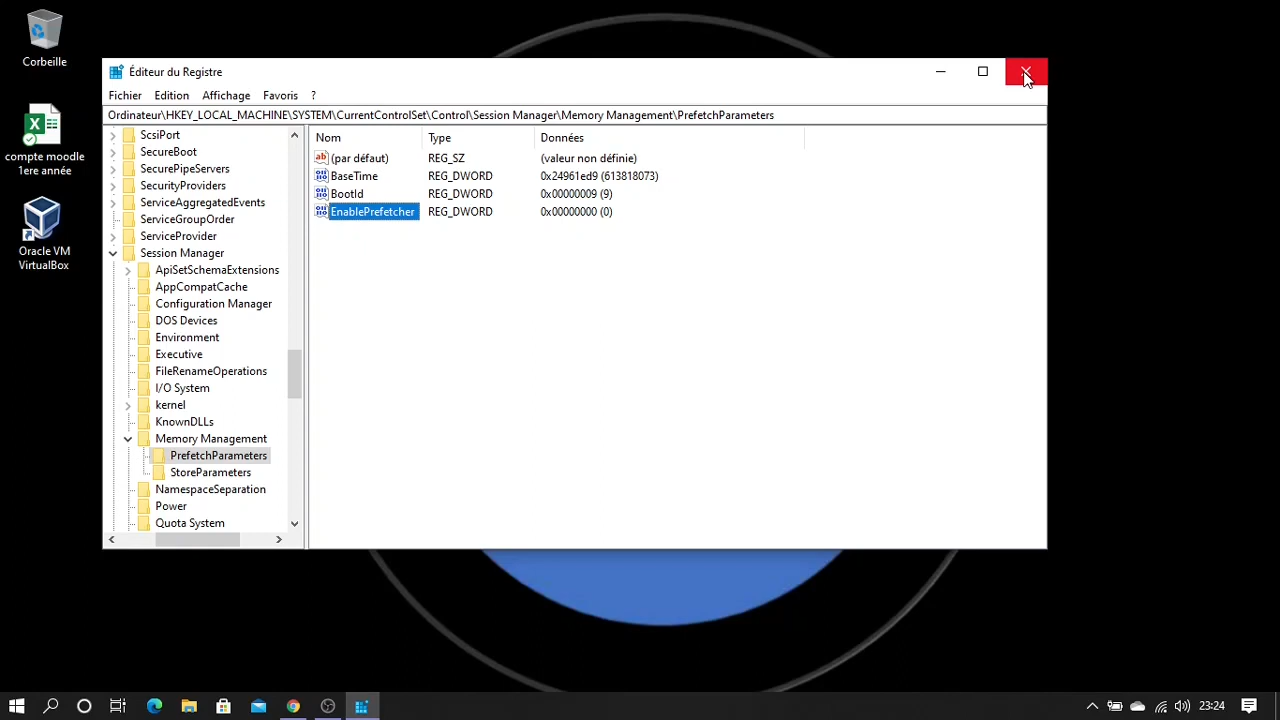 Corbeille
compte moodle
1ere année
Oracle VM
VirtualBox
Éditeur du Registre
Fichier Edition Affichage Favoris ?
Ordinateur\HKEY_LOCAL_MACHINE\SYSTEM\CurrentControlSet\Control\Session Manager\Memory Management\PrefetchParameters
ScsiPort
SecureBoot
SecurePipeServers
SecurityProviders
ServiceAggregatedEvents
ServiceGroupOrder
ServiceProvider
Session Manager
ApiSetSchemaExtensions
AppCompatCache
Configuration Manager
DOS Devices
Environment
Executive
FileRenameOperations
I/O System
kernel
KnownDLLs
Memory Management
PrefetchParameters
StoreParameters
NamespaceSeparation
Power
Quota System
Nom Type Données
(par défaut) REG_SZ (valeur non définie)
BaseTime REG_DWORD 0x24961ed9 (613818073)
BootId REG_DWORD 0x00000009 (9)
EnablePrefetcher REG_DWORD 0x00000000 (0)
23:24